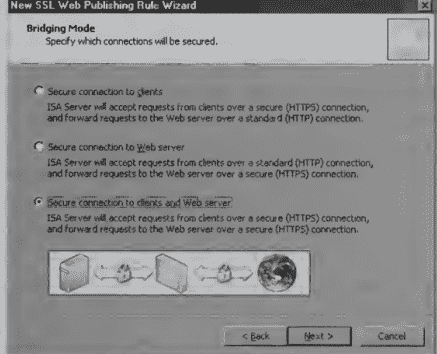 New SSL Web Publishing Rule Wizard
Bridging Mode
Specify which connections will be secured.
Secure connection to clients
ISA Server will accept requests from clients over a secure (HTTPS) connection,
and forward requests to the Web server over a standard (HTTP) connection.
Secure connection to Web server
ISA Server will accept requests from clients over a standard (HTTP) connection,
and forward requests to the Web server over a secure (HTTPS) connection.
Secure connection to clients and Web server
ISA Server will accept requests from clients over a secure (HTTPS) connection,
and forward requests to the Web server over a secure (HTTPS) connection.
< Back
Next >
Cancel